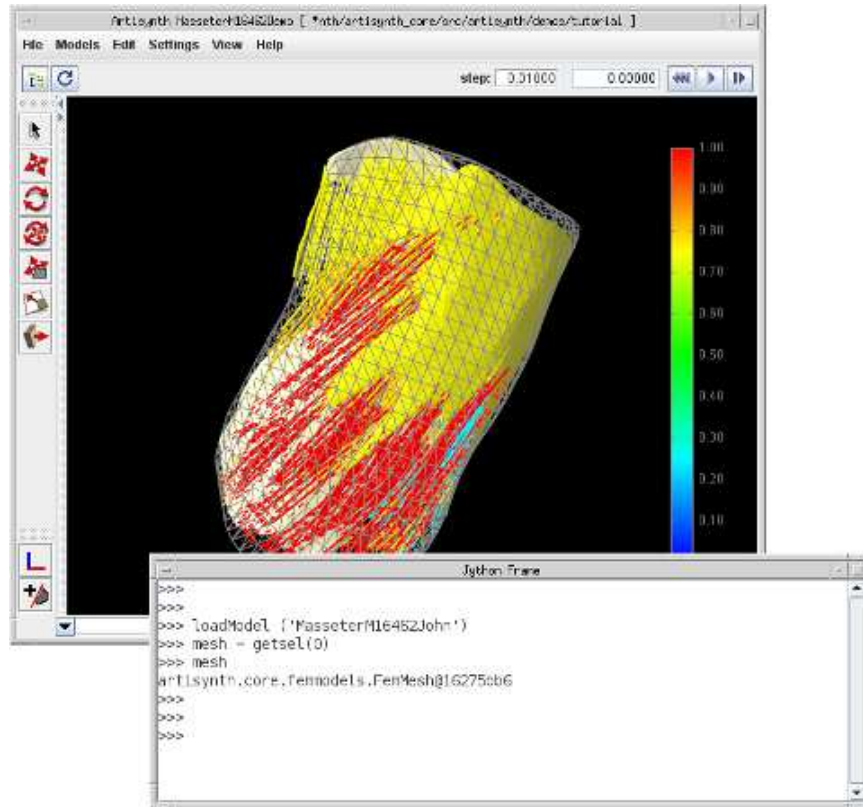 Artisynth MasseterM16462Demo [ *nth/artisynth_core/src/artisynth/demos/tutorial ]
File Models Edit Settings View Help
step: 0.01000 0.00000
1.00
0.90
0.80
0.70
0.60
0.50
0.40
0.30
0.20
0.10
Jython Frame
>>>
>>>
>>> loadModel ('MasseterM16462John')
>>> mesh = getsel(0)
>>> mesh
artisynth.core.femmodels.FemMesh@16275bb6
>>>
>>>
>>>